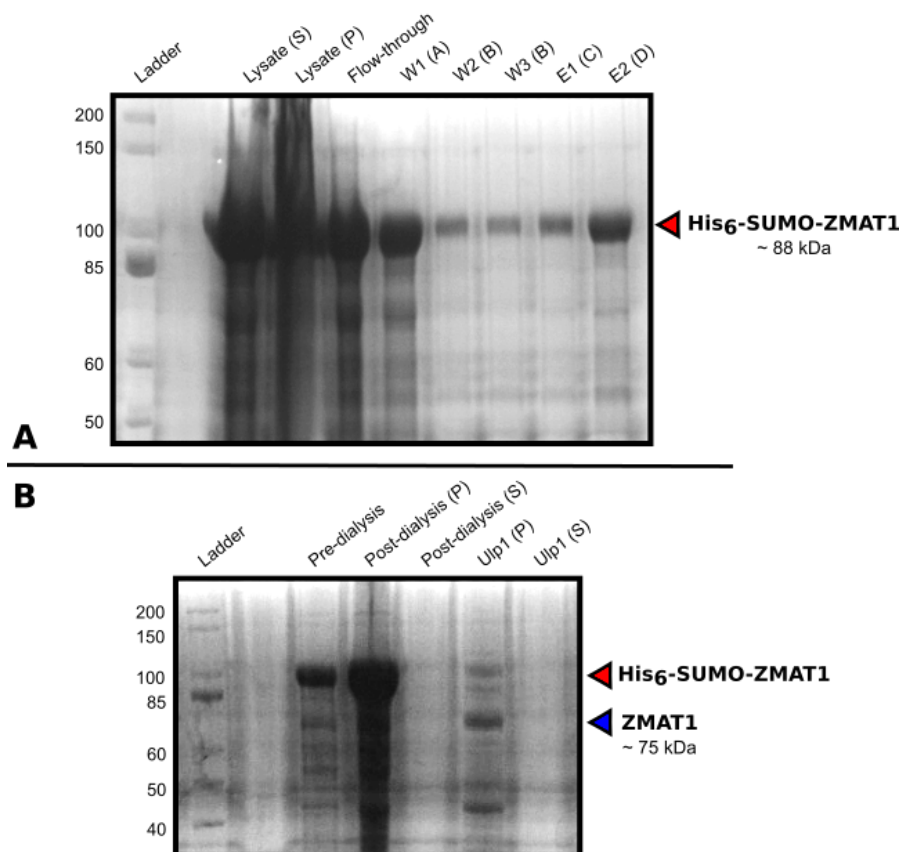 Ladder
Lysate (S)
Lysate (P)
Flow-through
W1 (A)
W2 (B)
W3 (B)
E1 (C)
E2 (D)
200
150
100
85
60
50
His6-SUMO-ZMAT1
~ 88 kDa
A
B
Ladder
Pre-dialysis
Post-dialysis (P)
Post-dialysis (S)
Ulp1 (P)
Ulp1 (S)
200
150
100
85
60
50
40
His6-SUMO-ZMAT1
ZMAT1
~ 75 kDa